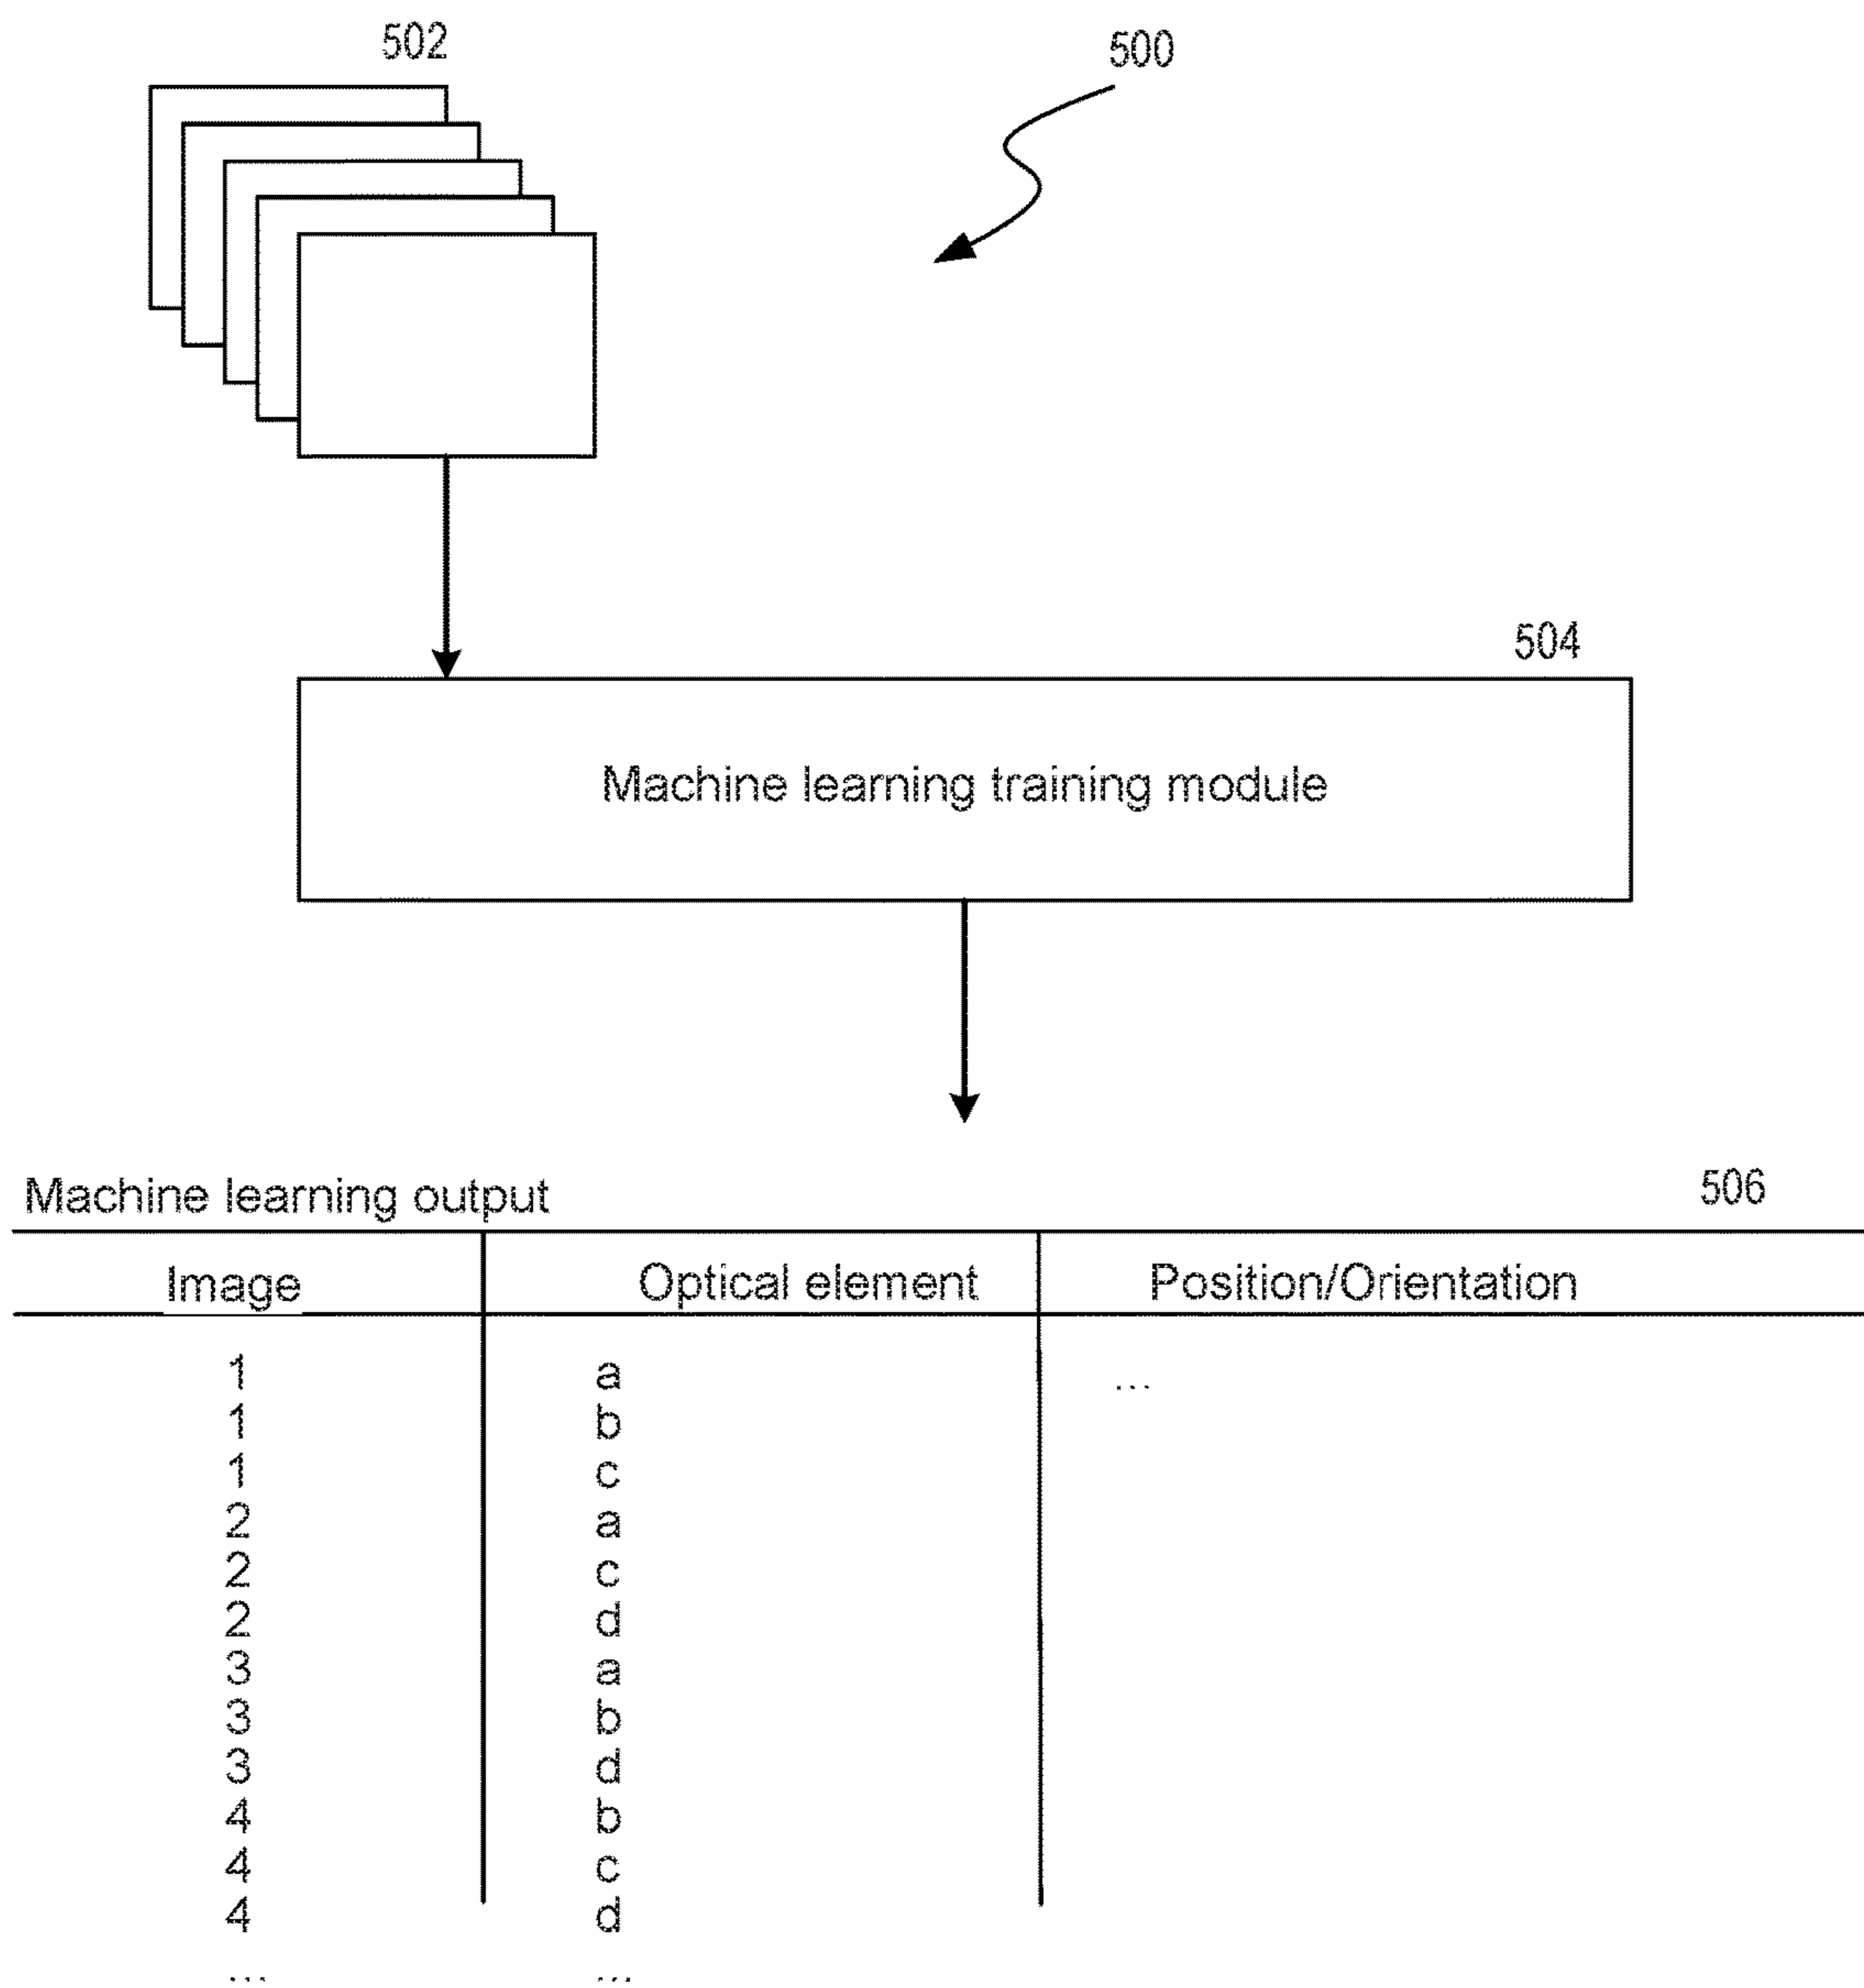 502
500
504
Machine learning training module
Machine learning output 506
Image Optical element Position/Orientation
1 a ...
1 b
1 c
2 a
2 c
2 d
3 a
3 b
3 d
4 b
4 c
4 d
... ...